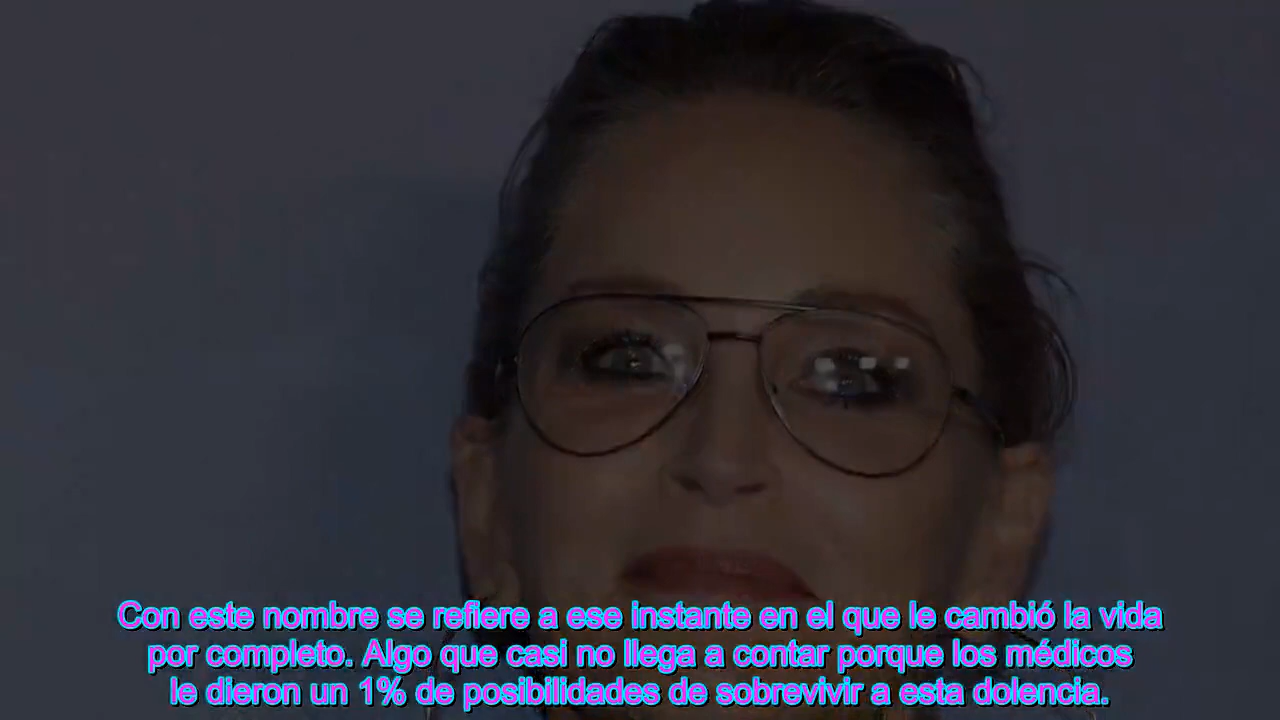 Con este nombre se refiere a ese instante en el que le cambió la vida
por completo. Algo que casi no llega a contar porque los médicos
le dieron un 1% de posibilidades de sobrevivir a esta dolencia.